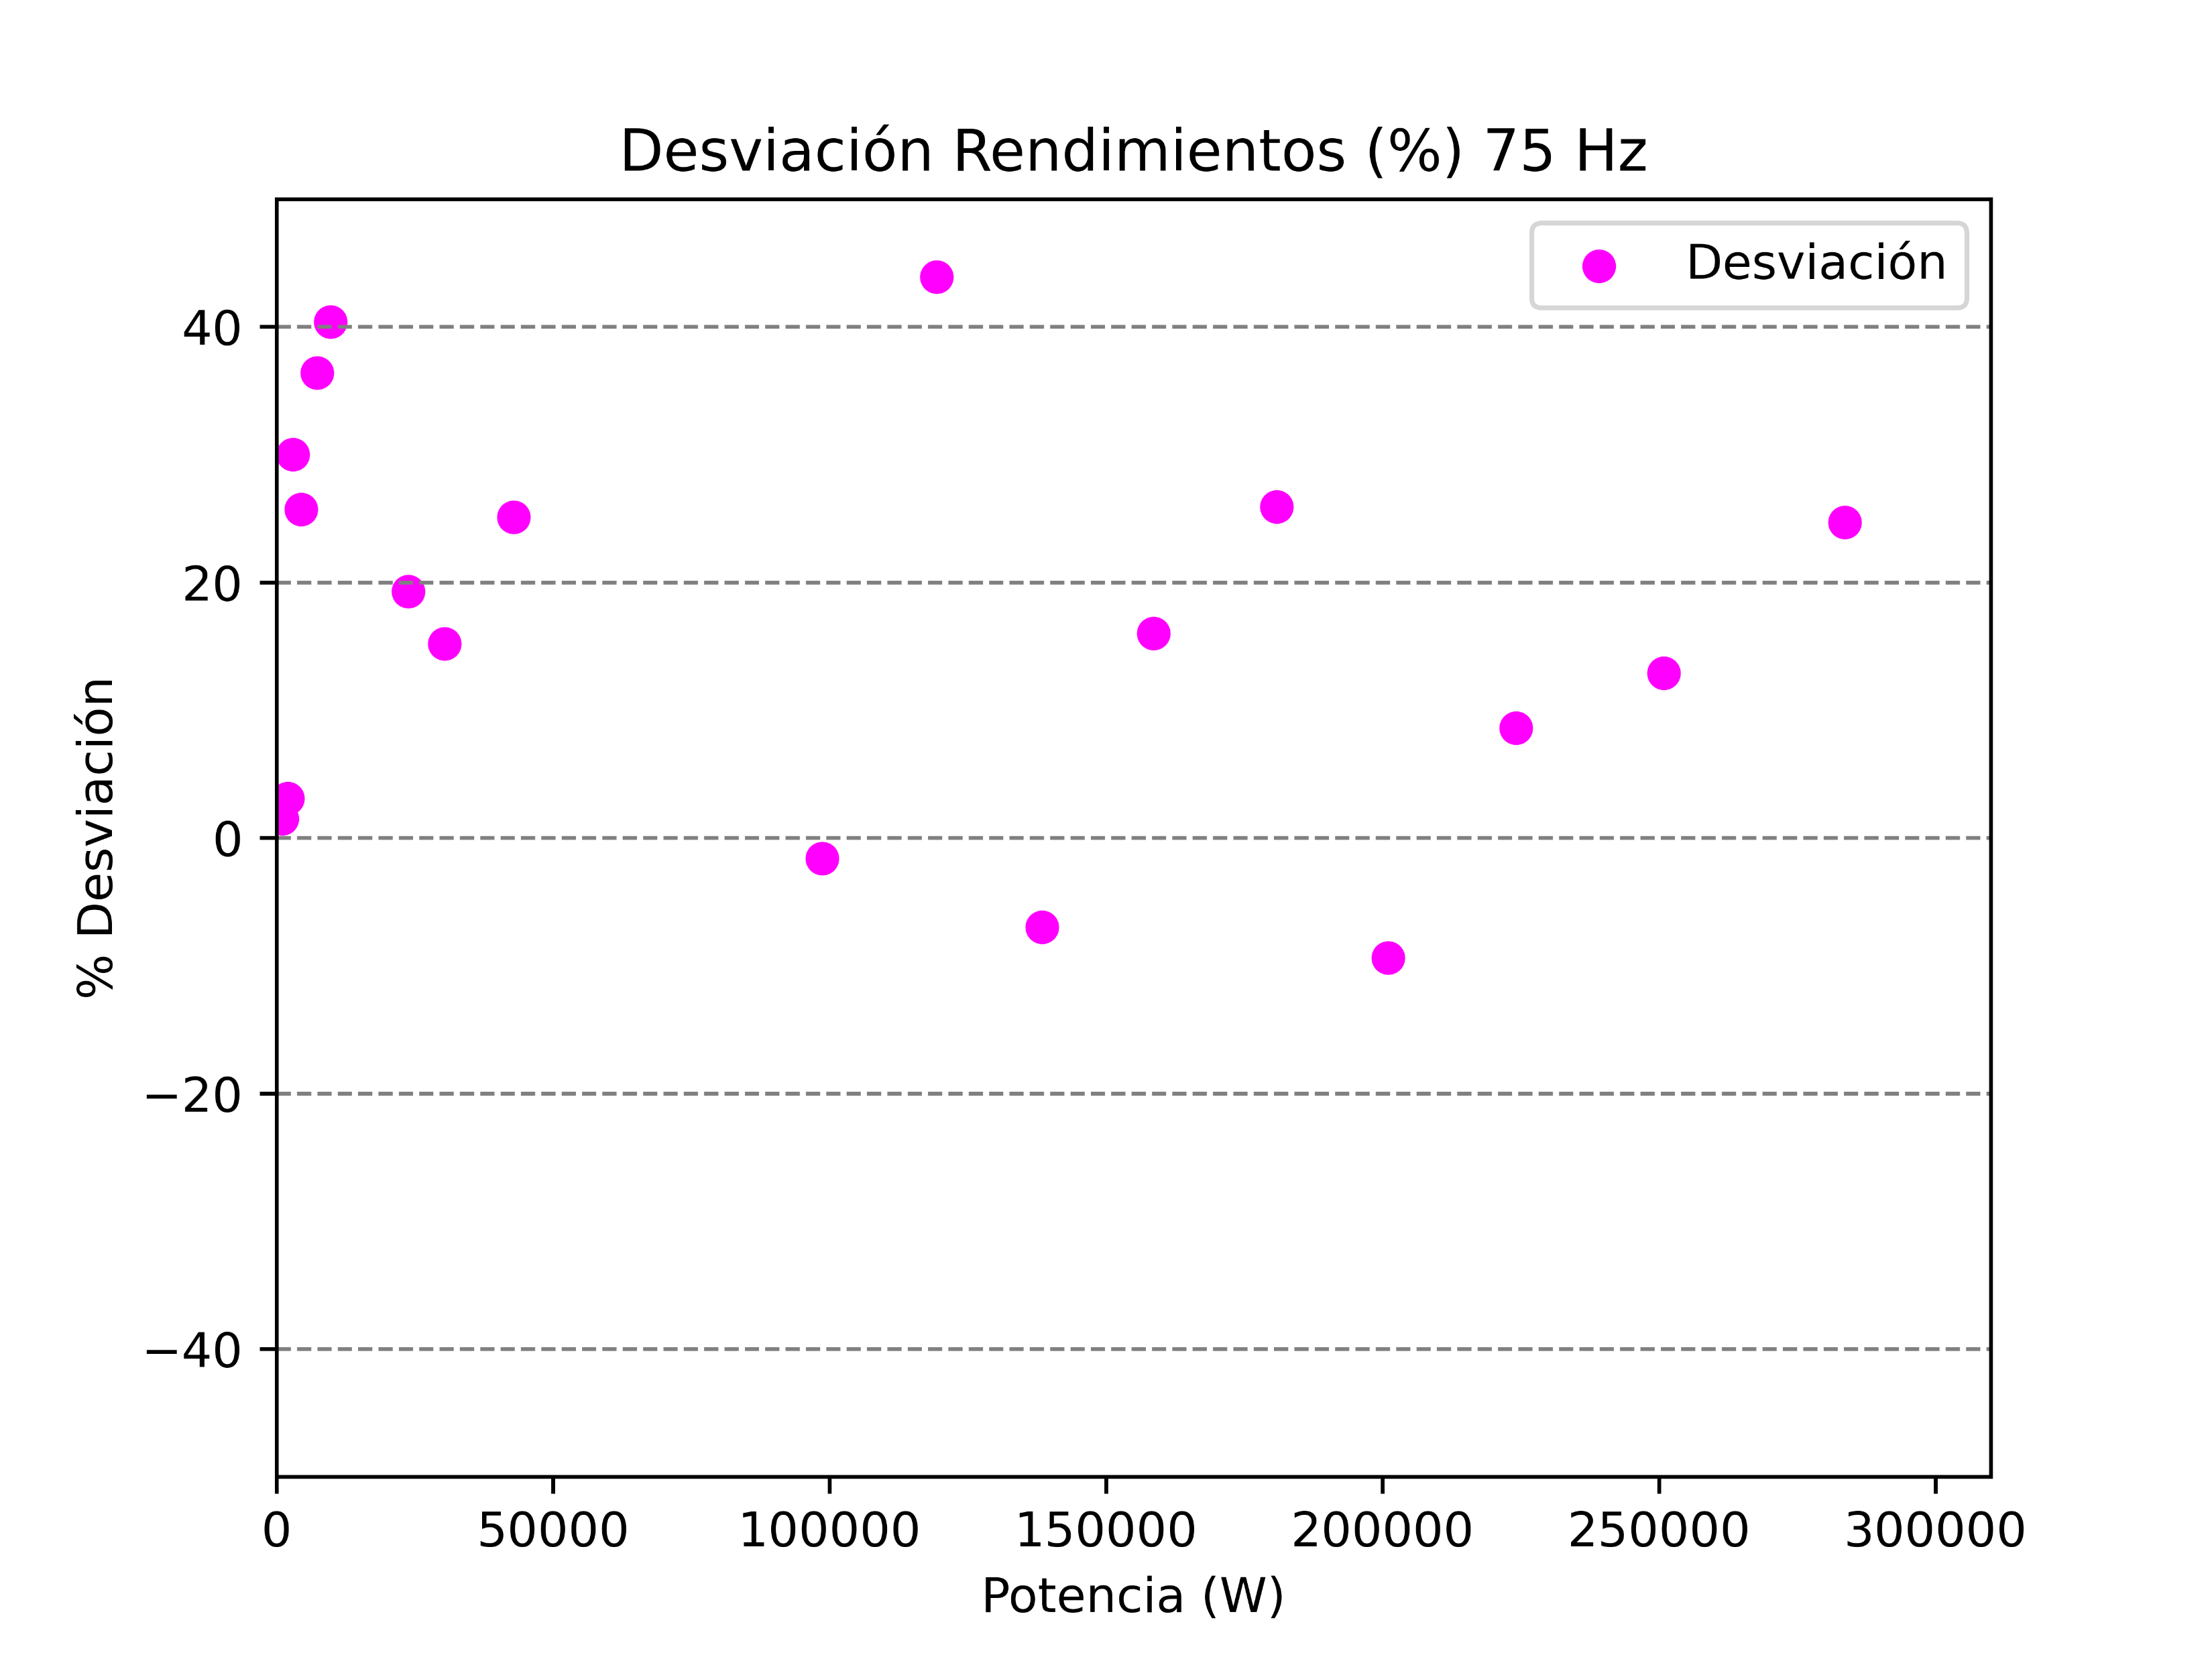 Desviación Rendimientos (%) 75 Hz
Desviación
40
20
0
−20
−40
% Desviación
0 50000 100000 150000 200000 250000 300000
Potencia (W)